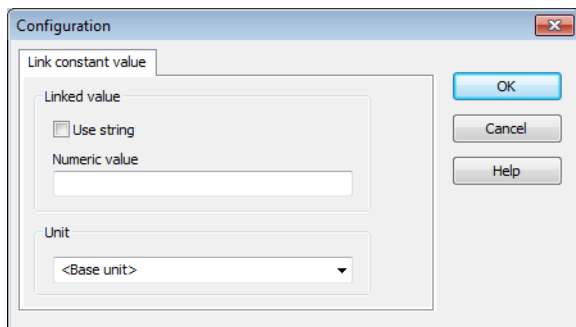 Configuration
Link constant value
Linked value
Use string
Numeric value
Unit
<Base unit>
OK
Cancel
Help